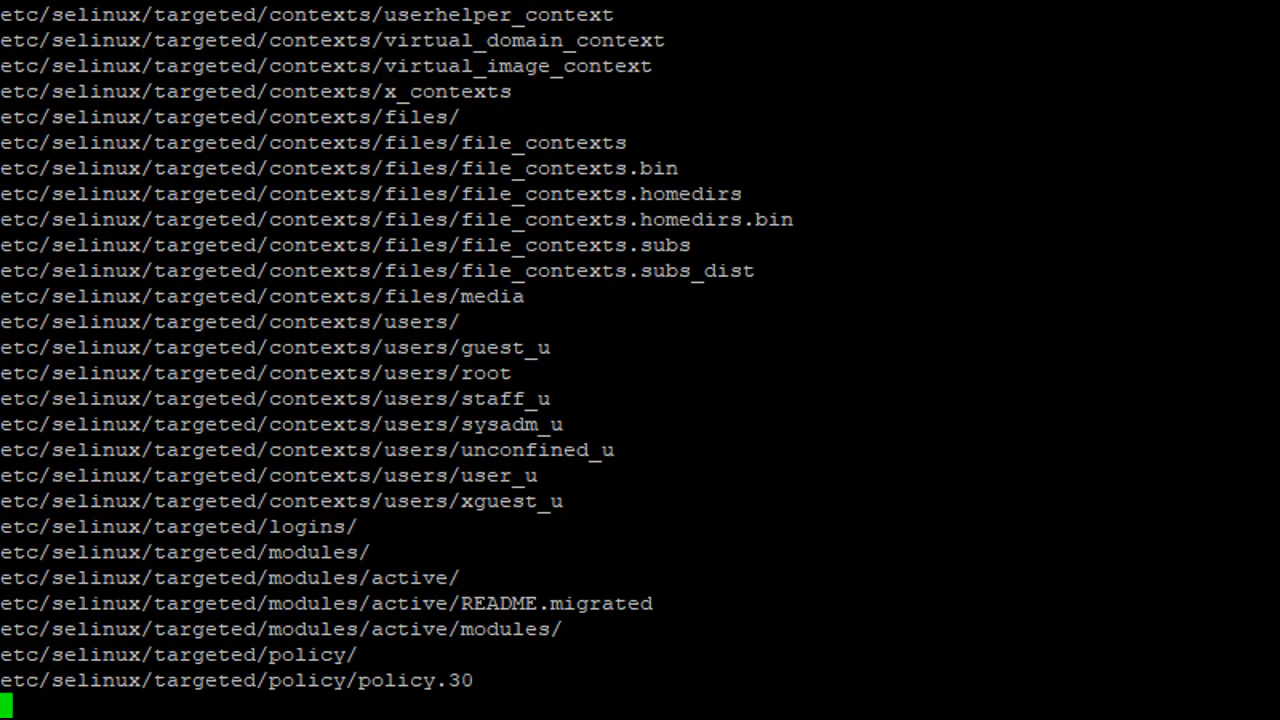 etc/selinux/targeted/contexts/userhelper_context
etc/selinux/targeted/contexts/virtual_domain_context
etc/selinux/targeted/contexts/virtual_image_context
etc/selinux/targeted/contexts/x_contexts
etc/selinux/targeted/contexts/files/
etc/selinux/targeted/contexts/files/file_contexts
etc/selinux/targeted/contexts/files/file_contexts.bin
etc/selinux/targeted/contexts/files/file_contexts.homedirs
etc/selinux/targeted/contexts/files/file_contexts.homedirs.bin
etc/selinux/targeted/contexts/files/file_contexts.subs
etc/selinux/targeted/contexts/files/file_contexts.subs_dist
etc/selinux/targeted/contexts/files/media
etc/selinux/targeted/contexts/users/
etc/selinux/targeted/contexts/users/guest_u
etc/selinux/targeted/contexts/users/root
etc/selinux/targeted/contexts/users/staff_u
etc/selinux/targeted/contexts/users/sysadm_u
etc/selinux/targeted/contexts/users/unconfined_u
etc/selinux/targeted/contexts/users/user_u
etc/selinux/targeted/contexts/users/xguest_u
etc/selinux/targeted/logins/
etc/selinux/targeted/modules/
etc/selinux/targeted/modules/active/
etc/selinux/targeted/modules/active/README.migrated
etc/selinux/targeted/modules/active/modules/
etc/selinux/targeted/policy/
etc/selinux/targeted/policy/policy.30